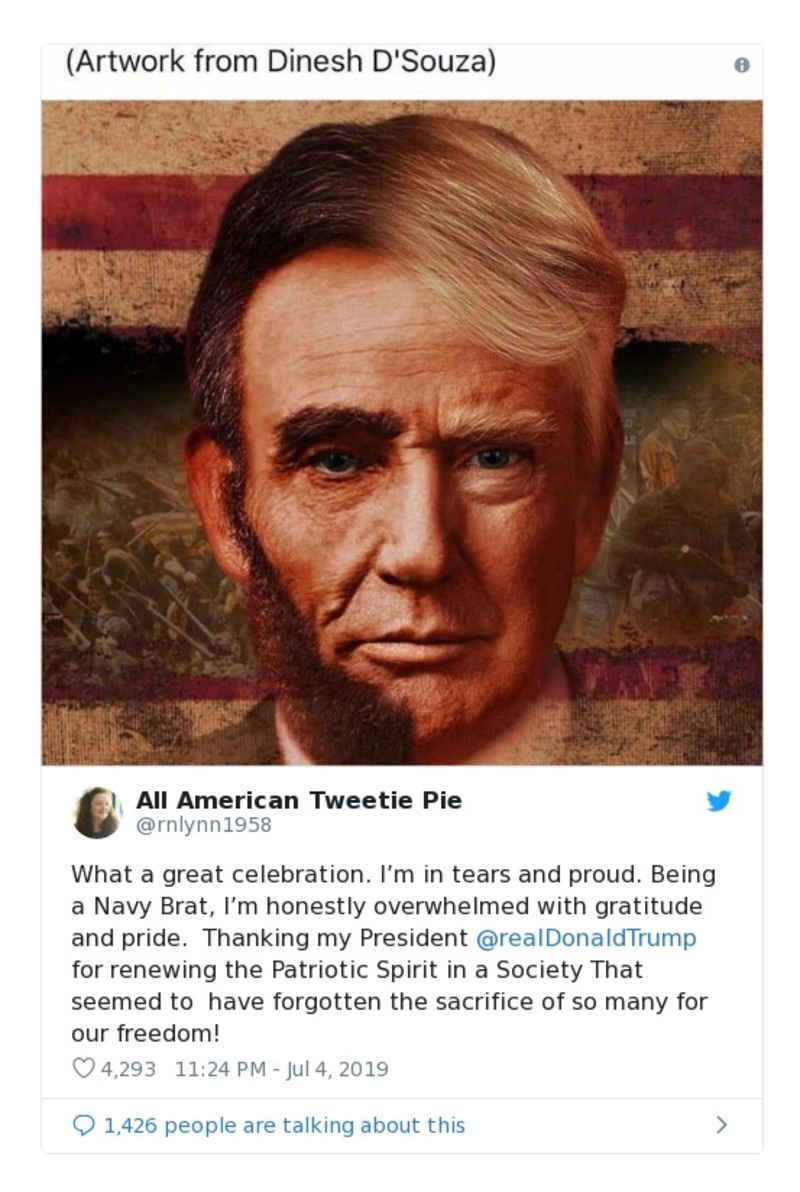 (Artwork from Dinesh D'Souza)
All American Tweetie Pie
@rnlynn1958
What a great celebration. I’m in tears and proud. Being
a Navy Brat, I’m honestly overwhelmed with gratitude
and pride.  Thanking my President @realDonaldTrump
for renewing the Patriotic Spirit in a Society That
seemed to  have forgotten the sacrifice of so many for
our freedom!
4,293 11:24 PM - Jul 4, 2019
1,426 people are talking about this